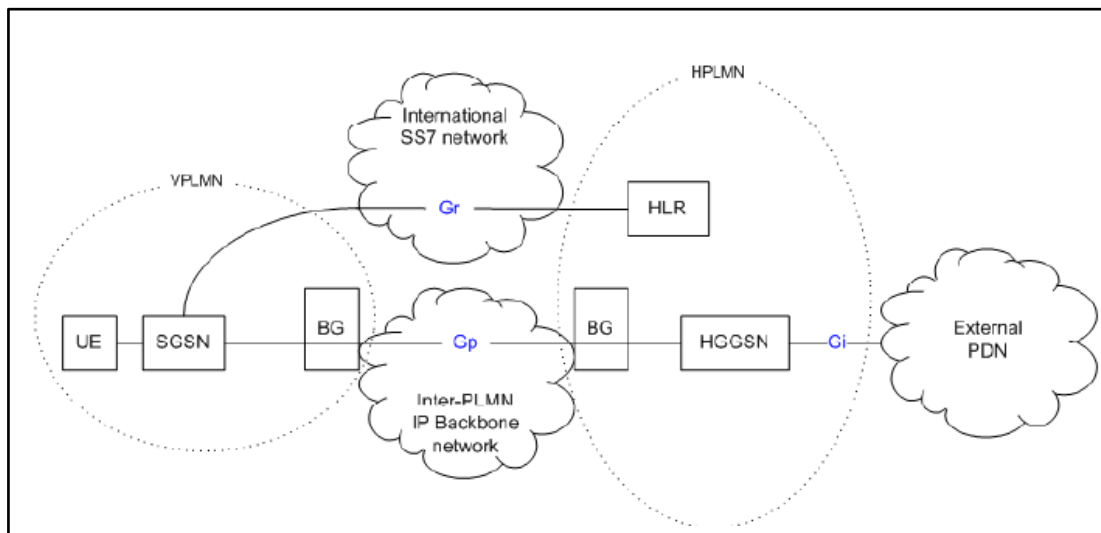 HPLMN
International
SS7 network
VPLMN
Gr
HLR
UE
SGSN
BG
Gp
BG
HGGSN
Gi
External
PDN
Inter-PLMN
IP Backbone
network